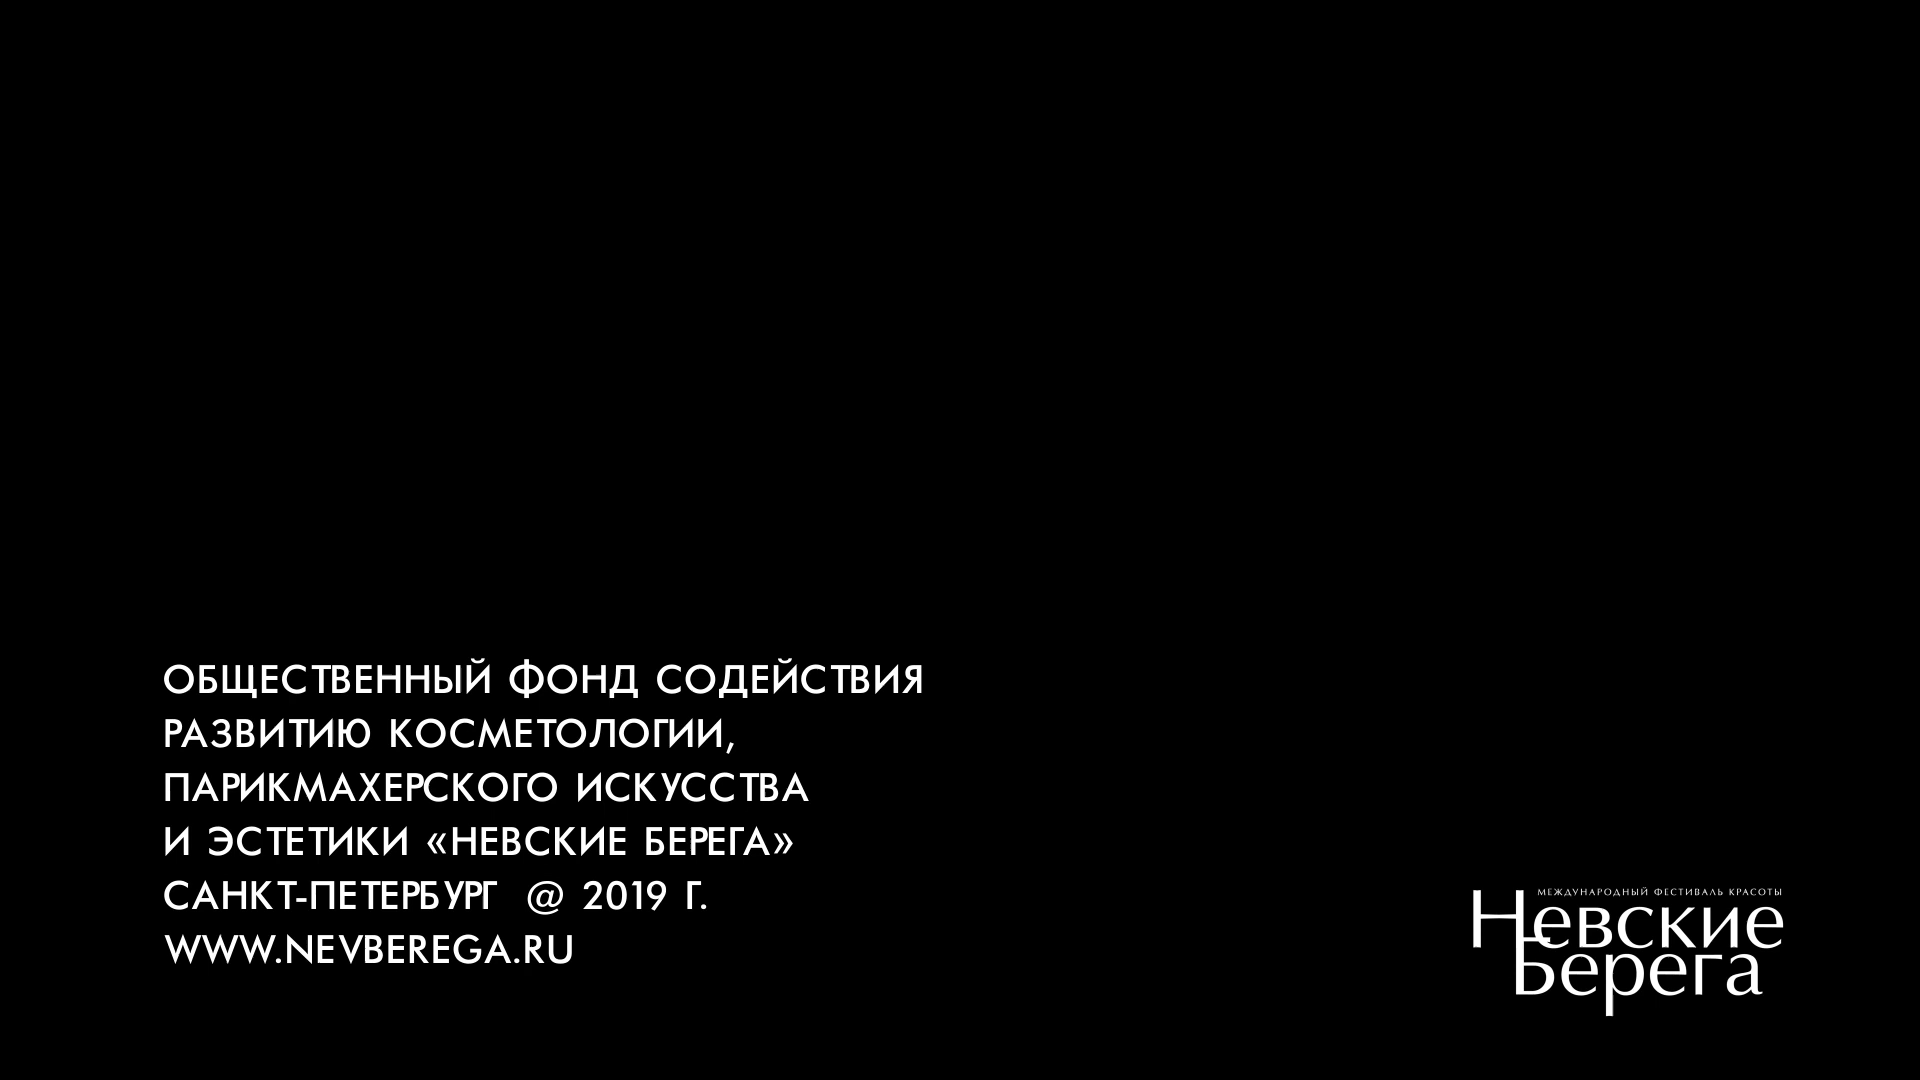 ОБЩЕСТВЕННЫЙ ФОНД СОДЕЙСТВИЯ
РАЗВИТИЮ КОСМЕТОЛОГИИ,
ПАРИКМАХЕРСКОГО ИСКУССТВА
И ЭСТЕТИКИ «НЕВСКИЕ БЕРЕГА»
САНКТ-ПЕТЕРБУРГ @ 2019 Г.
WWW.NEVBEREGA.RU
МЕЖДУНАРОДНЫЙ ФЕСТИВАЛЬ КРАСОТЫ
Невские
Берега